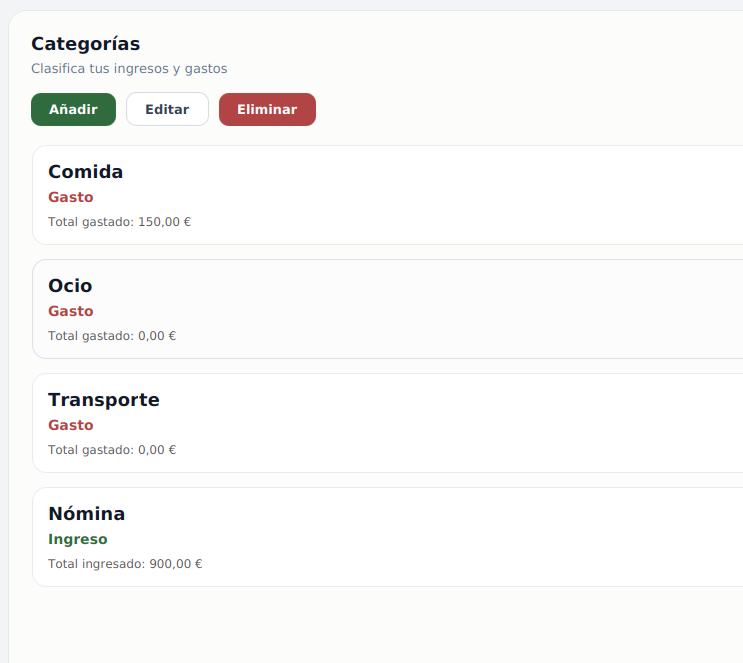 Categorías
Clasifica tus ingresos y gastos
Añadir Editar Eliminar
Comida
Gasto
Total gastado: 150,00 €
Ocio
Gasto
Total gastado: 0,00 €
Transporte
Gasto
Total gastado: 0,00 €
Nómina
Ingreso
Total ingresado: 900,00 €